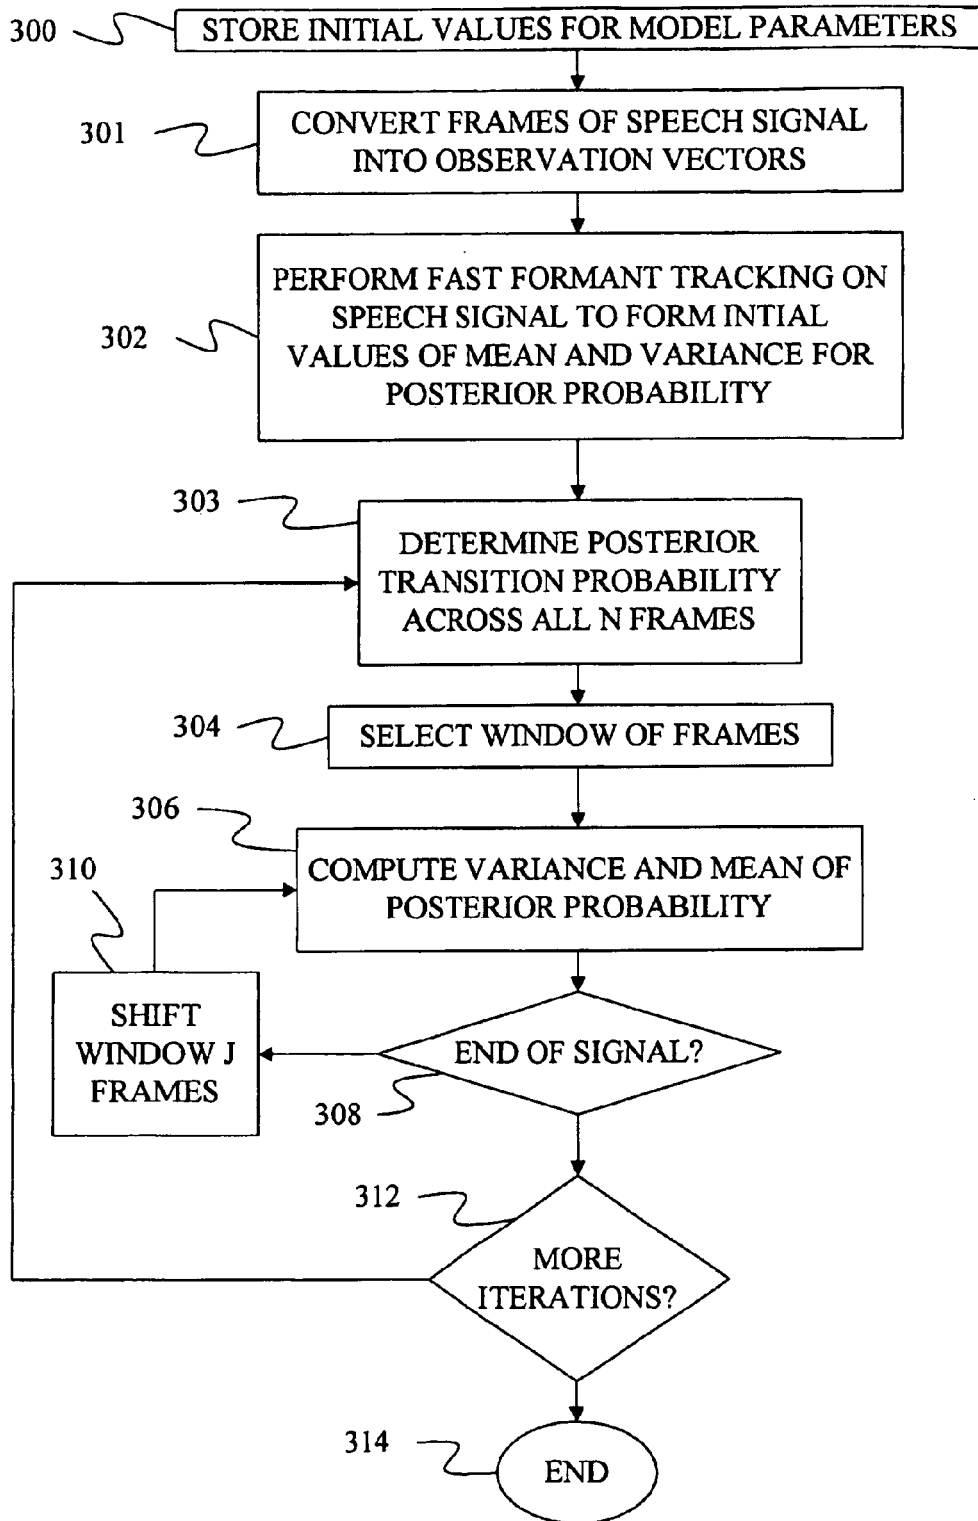 300
STORE INITIAL VALUES FOR MODEL PARAMETERS
301
CONVERT FRAMES OF SPEECH SIGNAL
INTO OBSERVATION VECTORS
302
PERFORM FAST FORMANT TRACKING ON
SPEECH SIGNAL TO FORM INTIAL
VALUES OF MEAN AND VARIANCE FOR
POSTERIOR PROBABILITY
303
DETERMINE POSTERIOR
TRANSITION PROBABILITY
ACROSS ALL N FRAMES
304
SELECT WINDOW OF FRAMES
306
COMPUTE VARIANCE AND MEAN OF
POSTERIOR PROBABILITY
310
SHIFT
WINDOW J
FRAMES
END OF SIGNAL?
308
312
MORE
ITERATIONS?
314
END